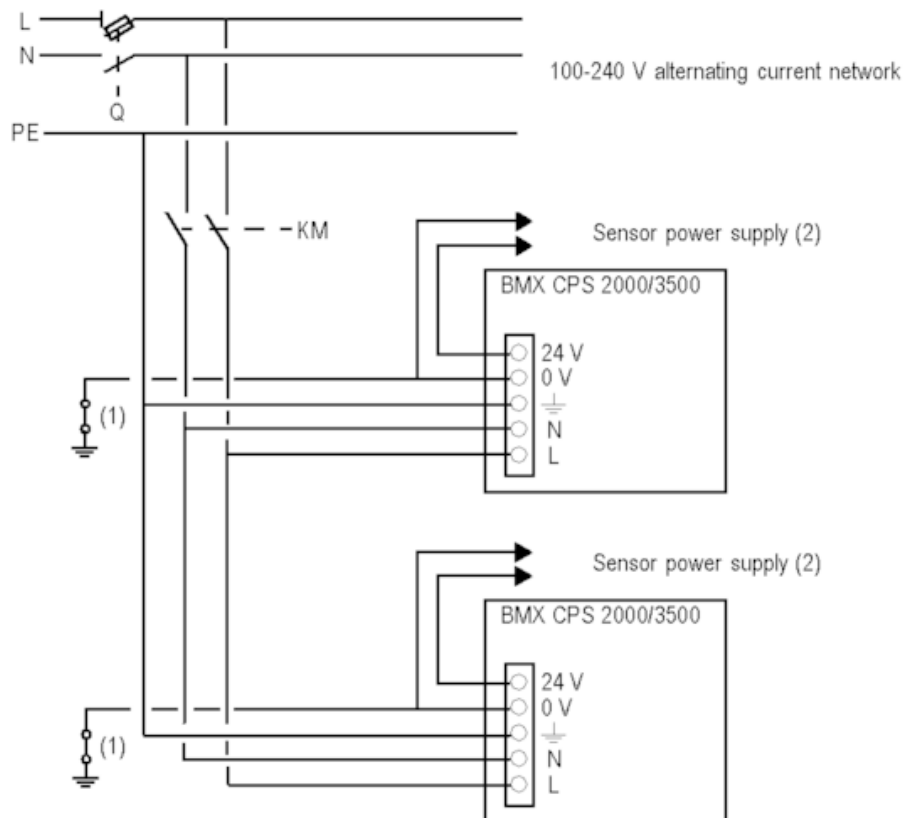 L
N
100-240 V alternating current network
Q
PE
KM
Sensor power supply (2)
BMX CPS 2000/3500
24 V
0 V
(1)
N
L
Sensor power supply (2)
BMX CPS 2000/3500
24 V
0 V
(1)
N
L